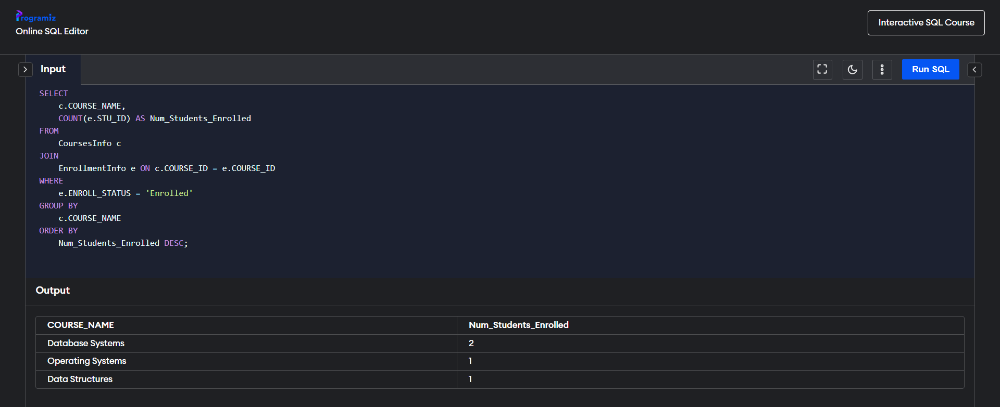 Programiz
Online SQL Editor
Interactive SQL Course
Input
Run SQL
SELECT
    c.COURSE_NAME,
    COUNT(e.STU_ID) AS Num_Students_Enrolled
FROM
    CoursesInfo c
JOIN
    EnrollmentInfo e ON c.COURSE_ID = e.COURSE_ID
WHERE
    e.ENROLL_STATUS = 'Enrolled'
GROUP BY
    c.COURSE_NAME
ORDER BY
    Num_Students_Enrolled DESC;
Output
COURSE_NAME Num_Students_Enrolled
Database Systems 2
Operating Systems 1
Data Structures 1